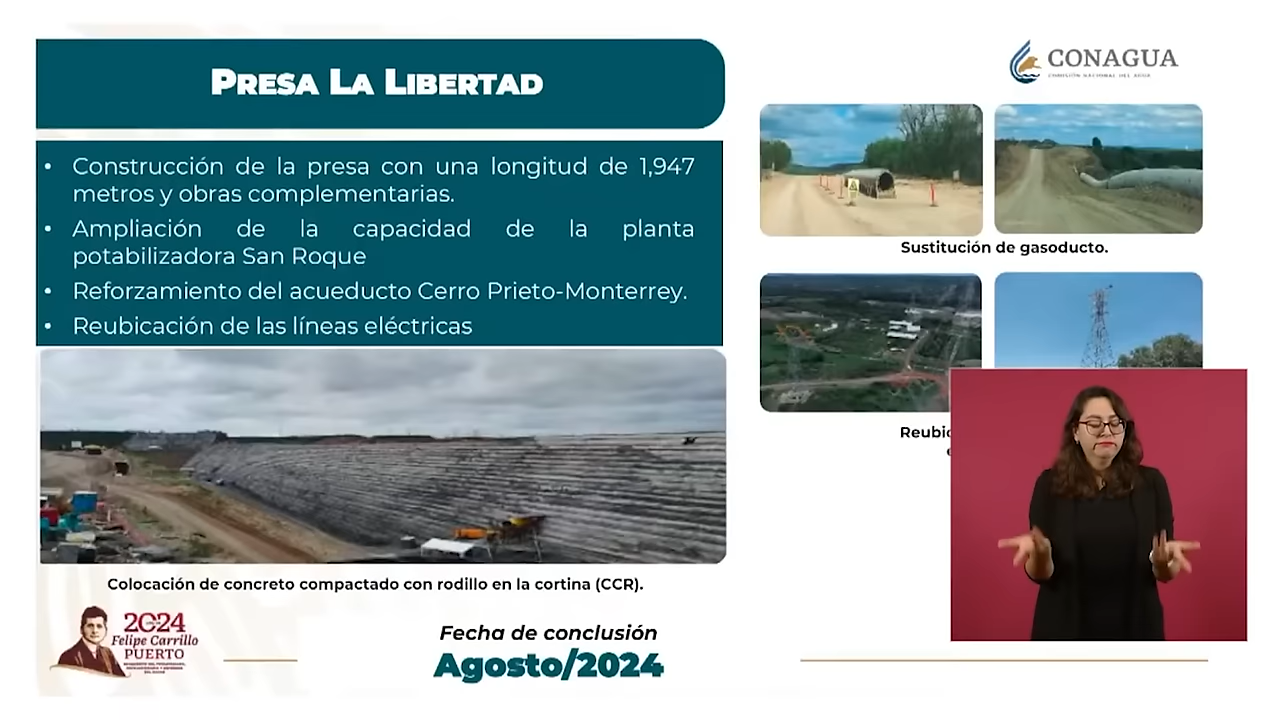 PRESA LA LIBERTAD
• Construcción de la presa con una longitud de 1,947
metros y obras complementarias.
• Ampliación de la capacidad de la planta
potabilizadora San Roque
• Reforzamiento del acueducto Cerro Prieto-Monterrey.
• Reubicación de las líneas eléctricas
Colocación de concreto compactado con rodillo en la cortina (CCR).
2024
Felipe Carrillo
PUERTO
Fecha de conclusión
Agosto/2024
CONAGUA
COMISIÓN NACIONAL DEL AGUA
Sustitución de gasoducto.